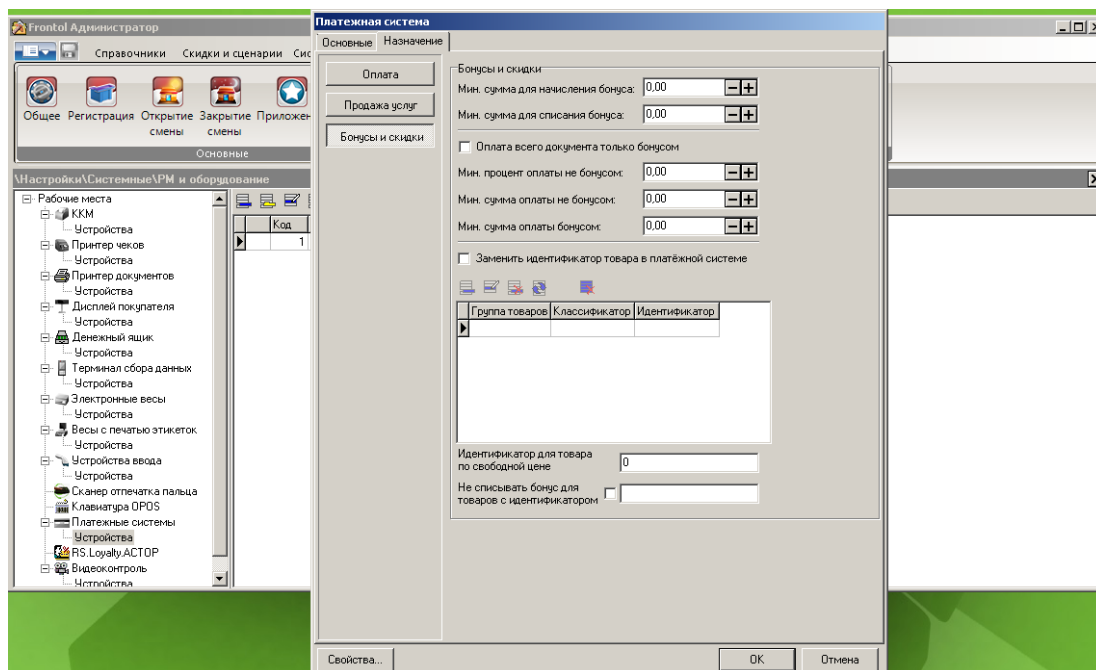 Frontol Администратор
Справочники Скидки и сценарии Сис
Общее Регистрация Открытие смены Закрытие смены Приложен
Основные
\Настройки\Системные\РМ и оборудование
Рабочие места
ККМ
Устройства
Принтер чеков
Устройства
Принтер документов
Устройства
Дисплей покупателя
Устройства
Денежный ящик
Устройства
Терминал сбора данных
Устройства
Электронные весы
Устройства
Весы с печатью этикеток
Устройства
Устройства ввода
Устройства
Сканер отпечатка пальца
Клавиатура OPOS
Платежные системы
Устройства
RS.Loyalty.АСТОР
Видеоконтроль
Устройства
Код
1
Платежная система
Основные Назначение
Оплата
Продажа услуг
Бонусы и скидки
Бонусы и скидки
Мин. сумма для начисления бонуса: 0,00
Мин. сумма для списания бонуса: 0,00
Оплата всего документа только бонусом
Мин. процент оплаты не бонусом: 0,00
Мин. сумма оплаты не бонусом: 0,00
Мин. сумма оплаты бонусом: 0,00
Заменить идентификатор товара в платёжной системе
Группа товаров Классификатор Идентификатор
Идентификатор для товара
по свободной цене 0
Не списывать бонус для
товаров с идентификатором
Свойства... OK Отмена